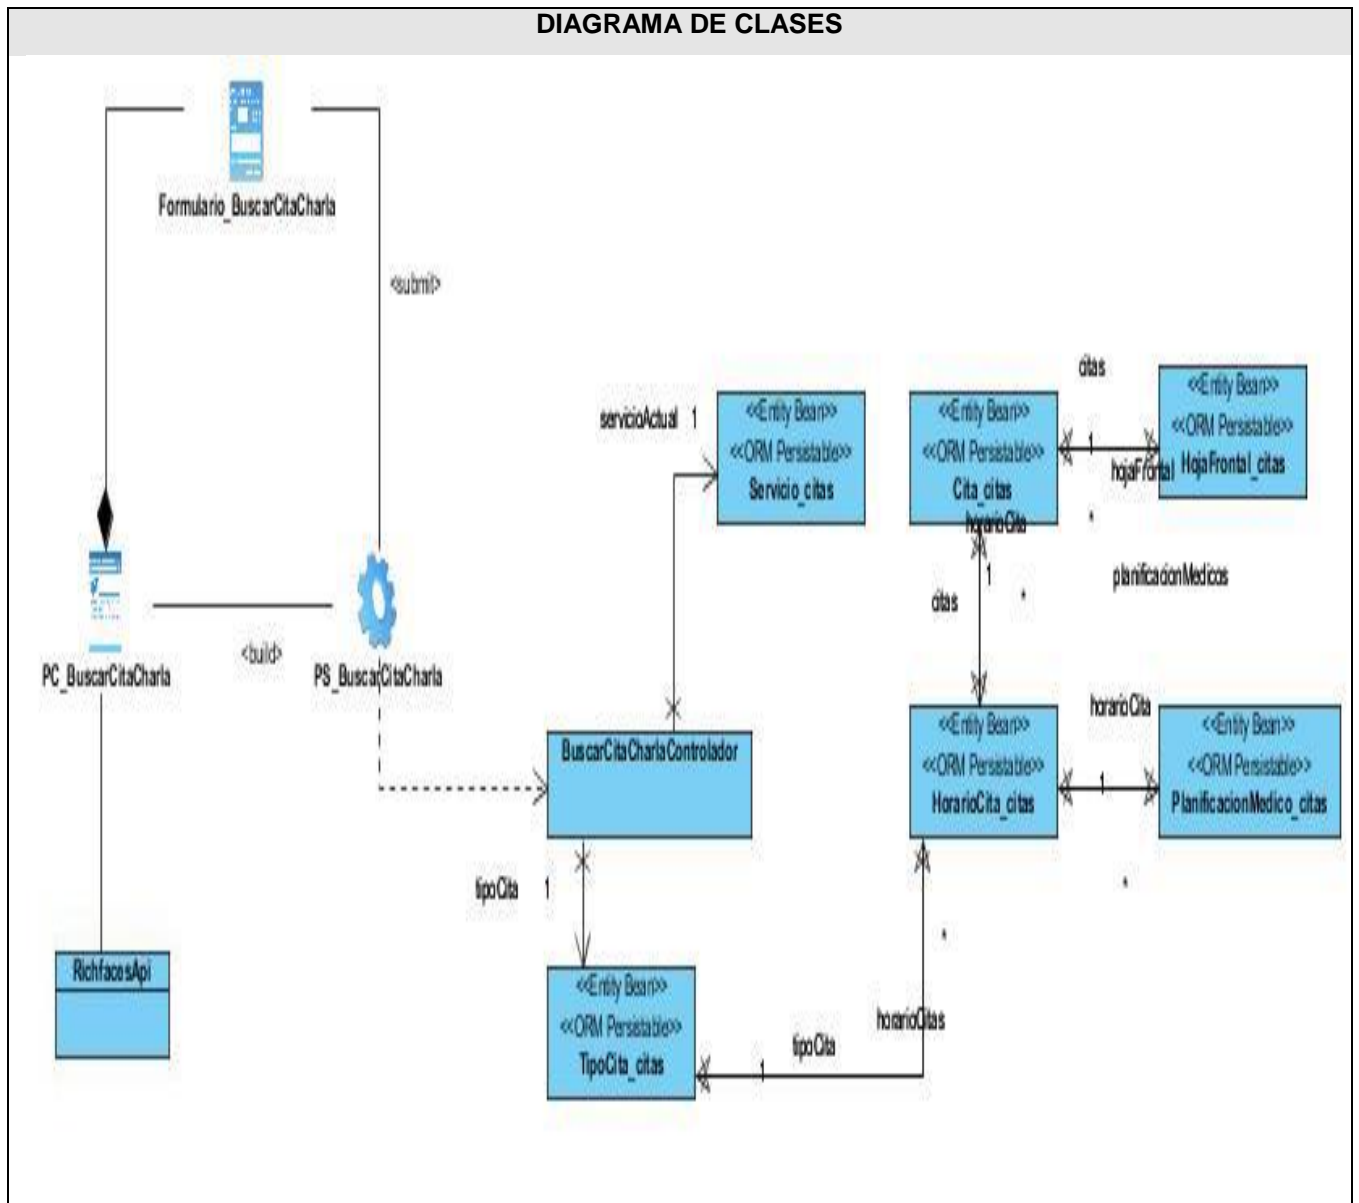 DIAGRAMA DE CLASES
Formulario_BuscarCitaCharla
<submit>
servicioActual 1
<<Entity Bean>>
<<ORM Persistable>>
Servicio_citas
<<Entity Bean>>
<<ORM Persistable>>
Cita_citas
citas
1
hojaFrontal
*
<<Entity Bean>>
<<ORM Persistable>>
HojaFrontal_citas
horarioCita
1
*
citas
planificacionMedicos
PC_BuscarCitaCharla
<build>
PS_BuscarCitaCharla
BuscarCitaCharlaControlador
<<Entity Bean>>
<<ORM Persistable>>
HorarioCita_citas
horarioCita
1
*
<<Entity Bean>>
<<ORM Persistable>>
PlanificacionMedico_citas
tipoCita 1
*
RichfacesApi
<<Entity Bean>>
<<ORM Persistable>>
TipoCita_citas
horarioCitas
tipoCita
1